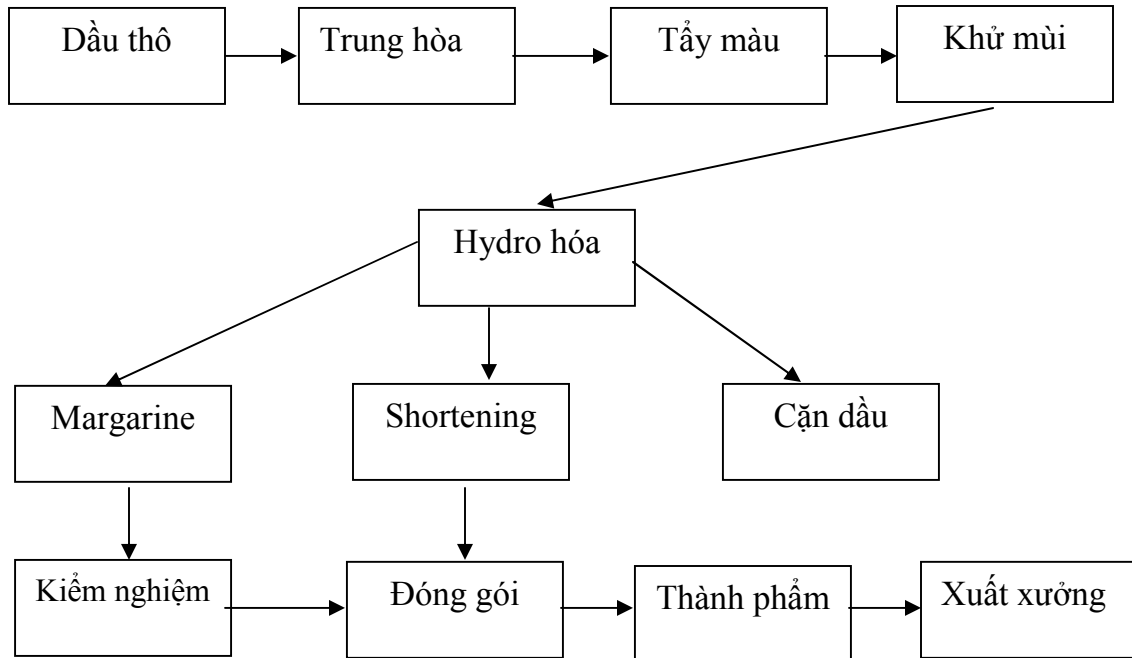 Dầu thô
Trung hòa
Tẩy màu
Khử mùi
Hydro hóa
Margarine
Shortening
Cặn dầu
Kiểm nghiệm
Đóng gói
Thành phẩm
Xuất xưởng